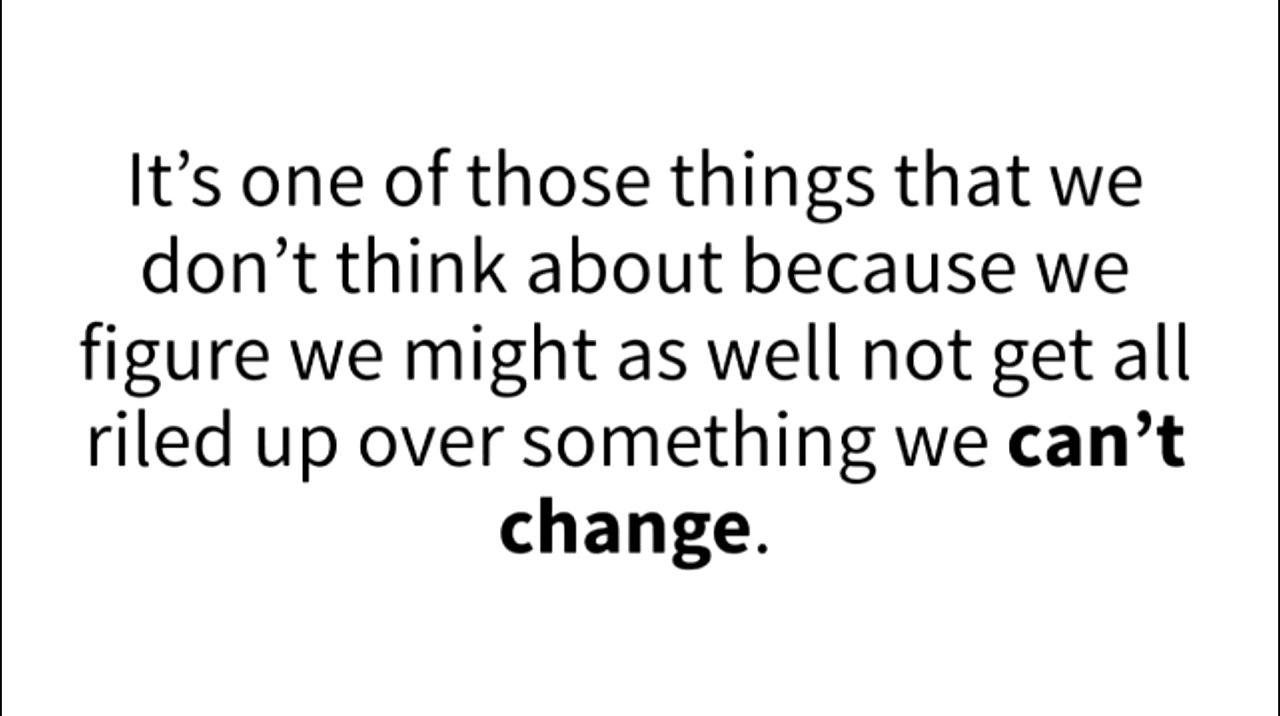 It’s one of those things that we
don’t think about because we
figure we might as well not get all
riled up over something we can’t
change.